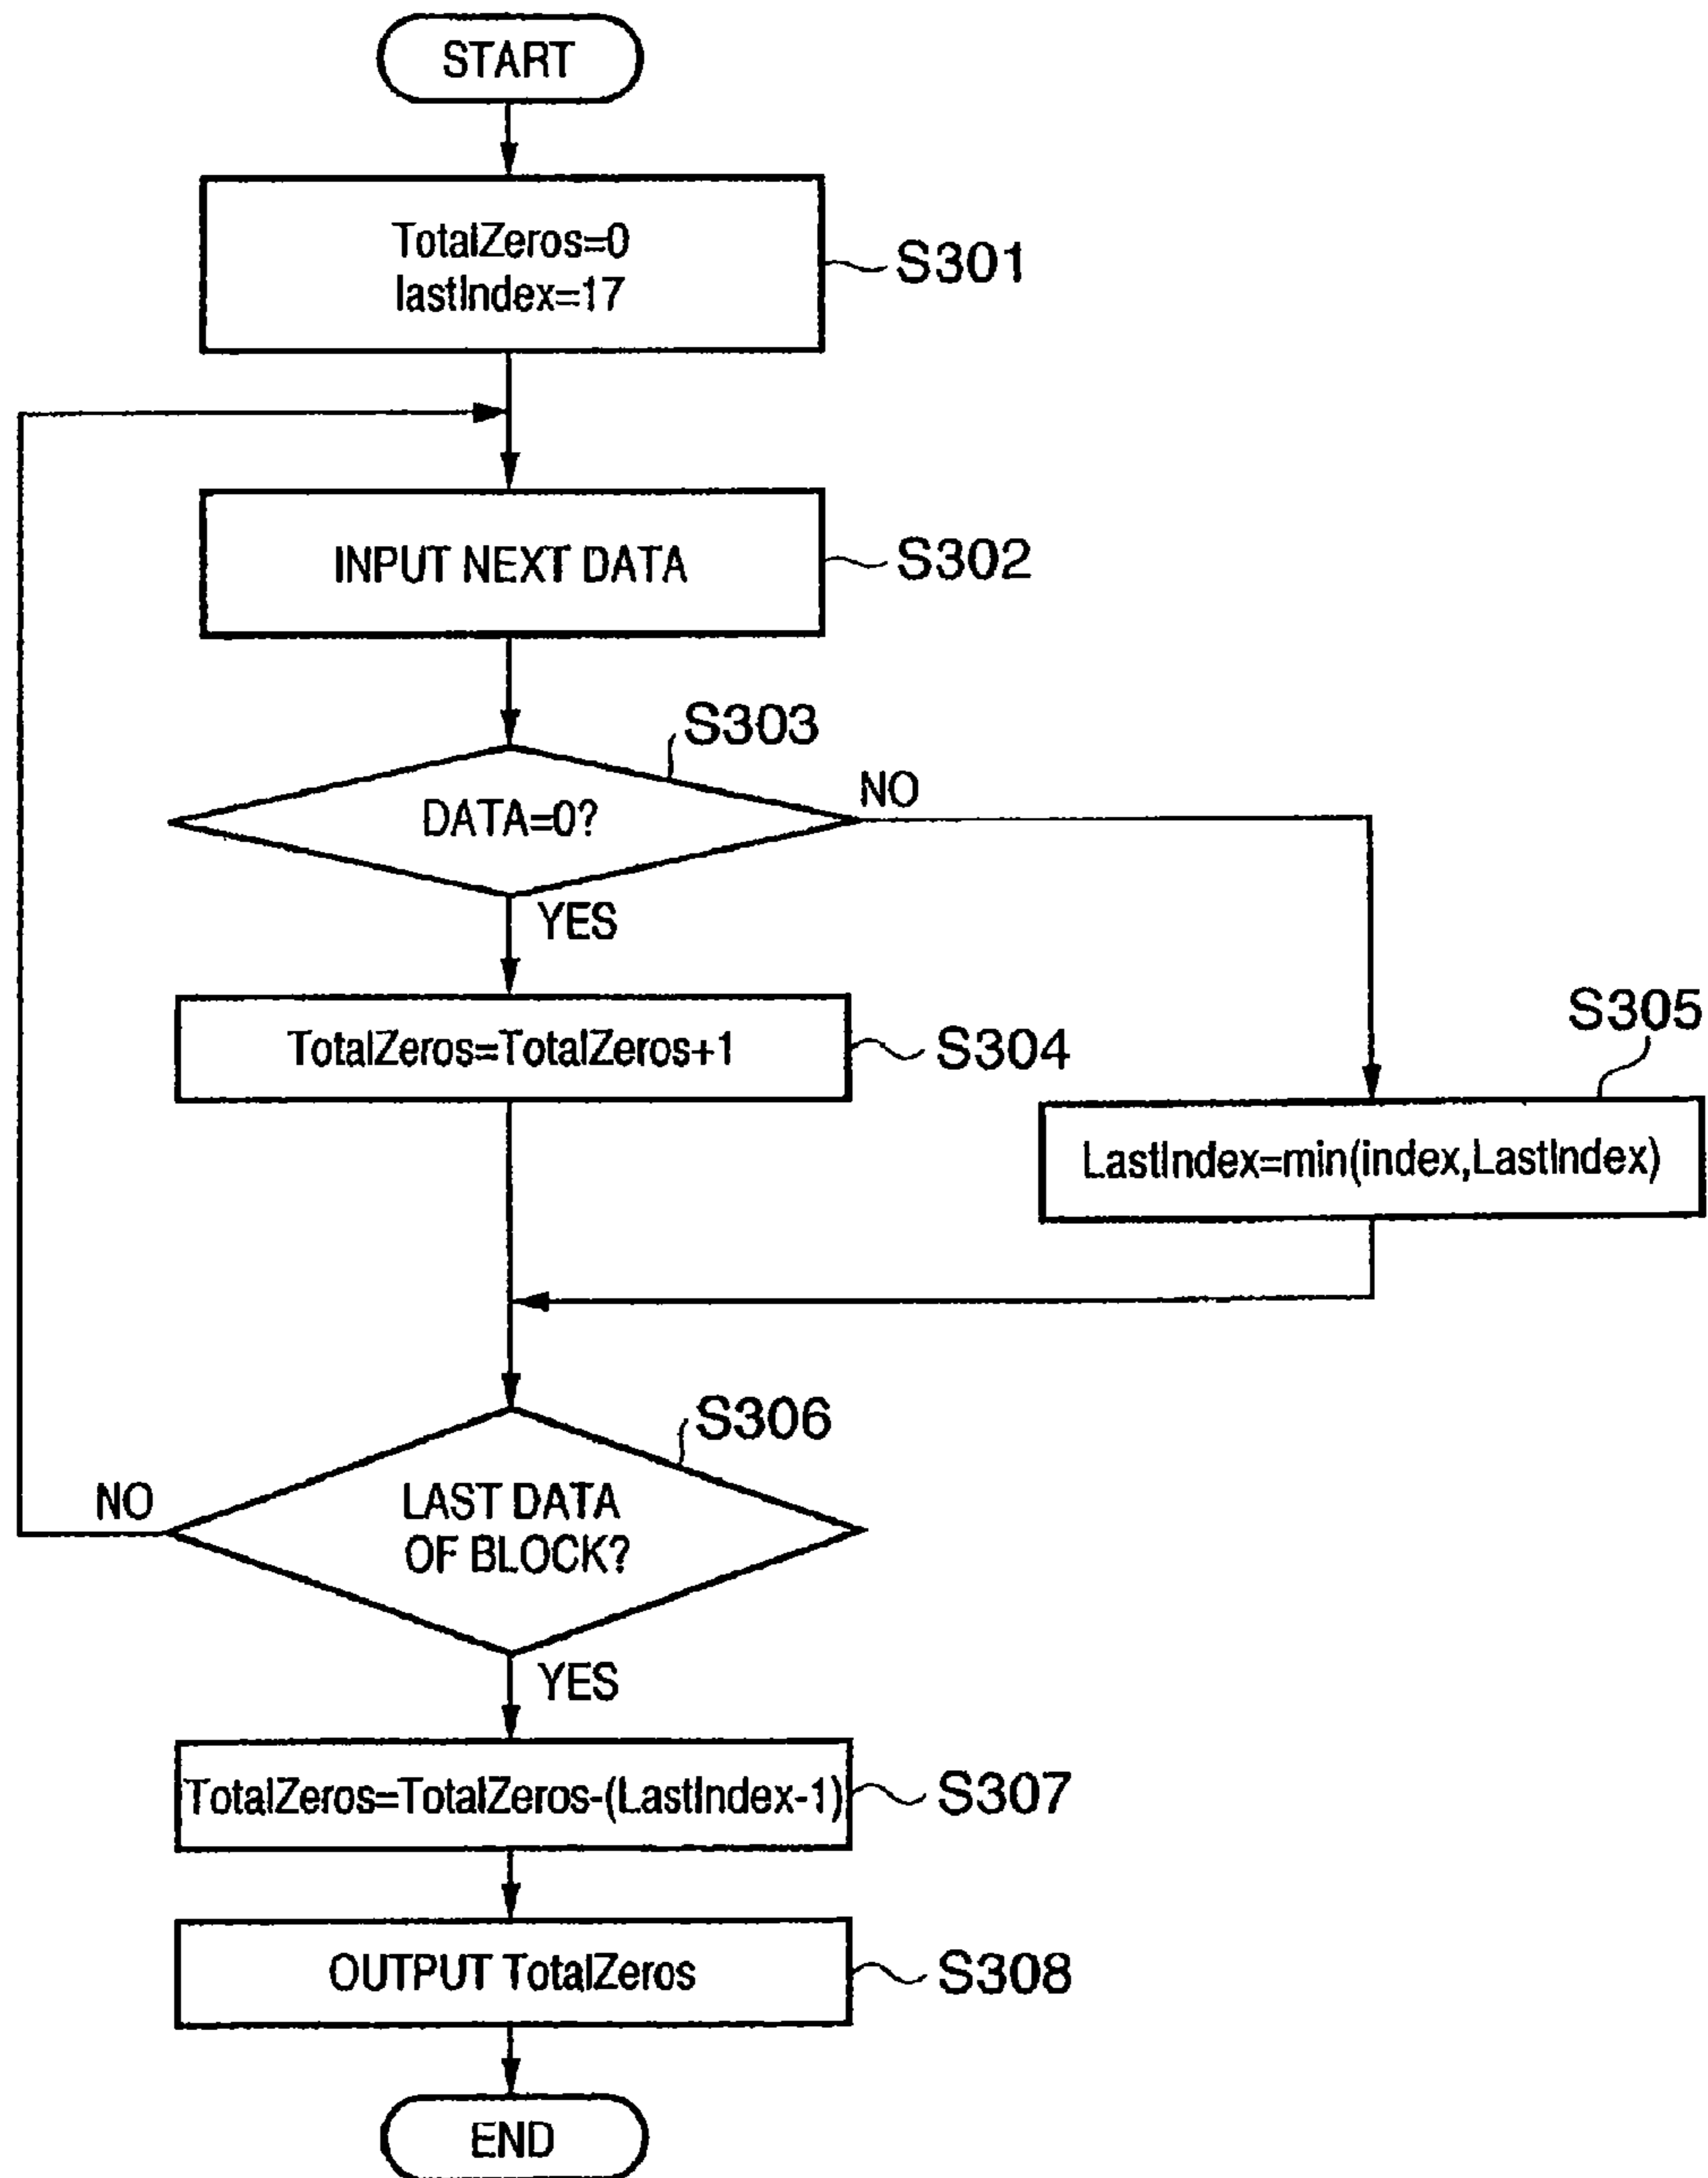 START
TotalZeros=0
lastIndex=17
S301
INPUT NEXT DATA
S302
S303
DATA=0?
NO
YES
TotalZeros=TotalZeros+1
S304
S305
LastIndex=min(index,LastIndex)
S306
LAST DATA
OF BLOCK?
NO
YES
TotalZeros=TotalZeros-(LastIndex-1)
S307
OUTPUT TotalZeros
S308
END